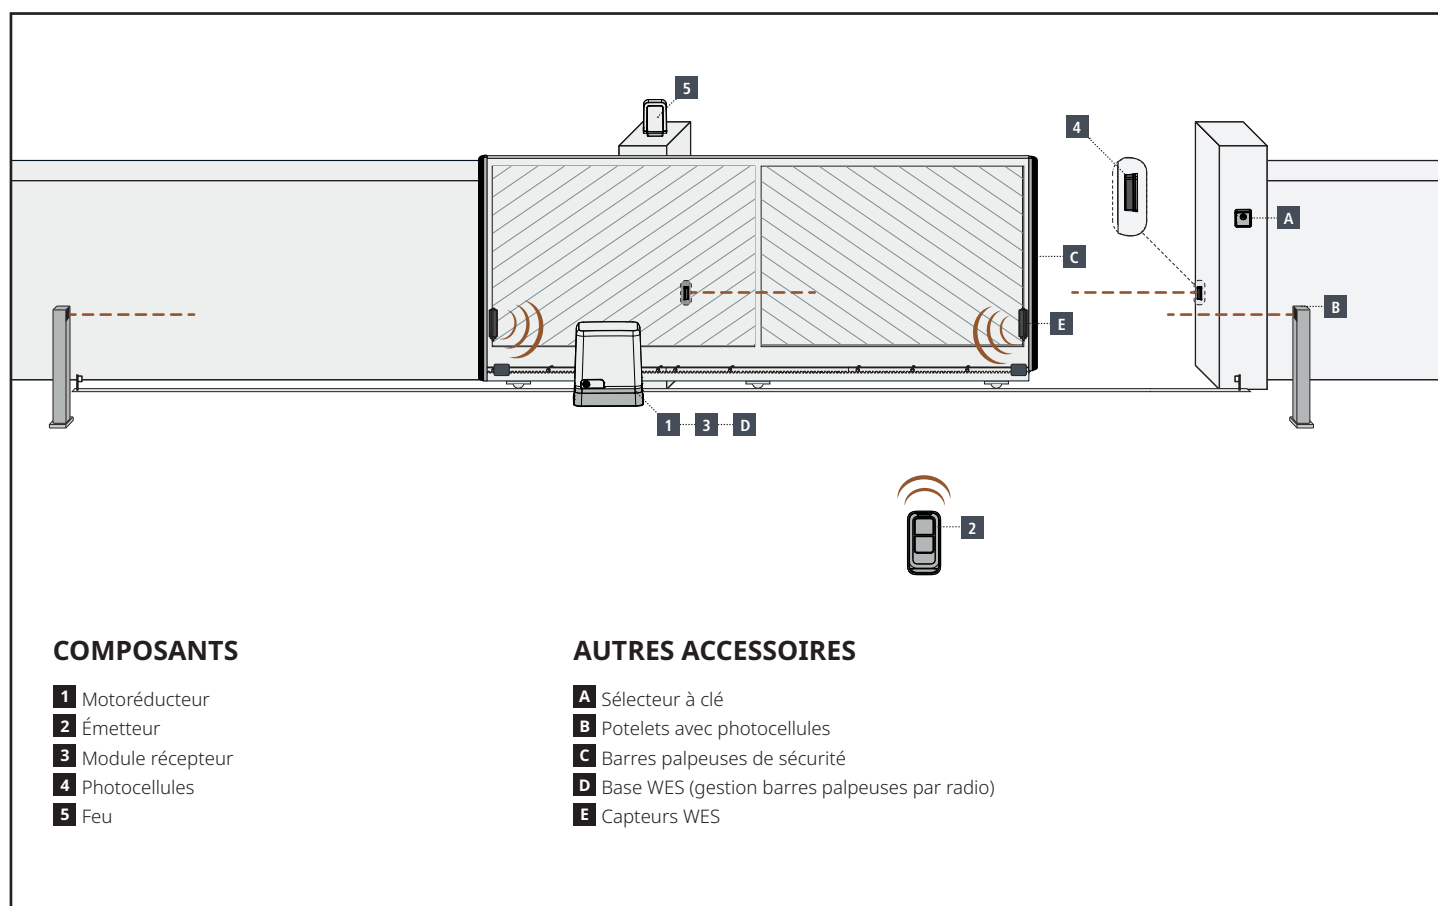 5
4
A
C
B
E
1 3 D
2
COMPOSANTS
1 Motoréducteur
2 Émetteur
3 Module récepteur
4 Photocellules
5 Feu
AUTRES ACCESSOIRES
A Sélecteur à clé
B Potelets avec photocellules
C Barres palpeuses de sécurité
D Base WES (gestion barres palpeuses par radio)
E Capteurs WES